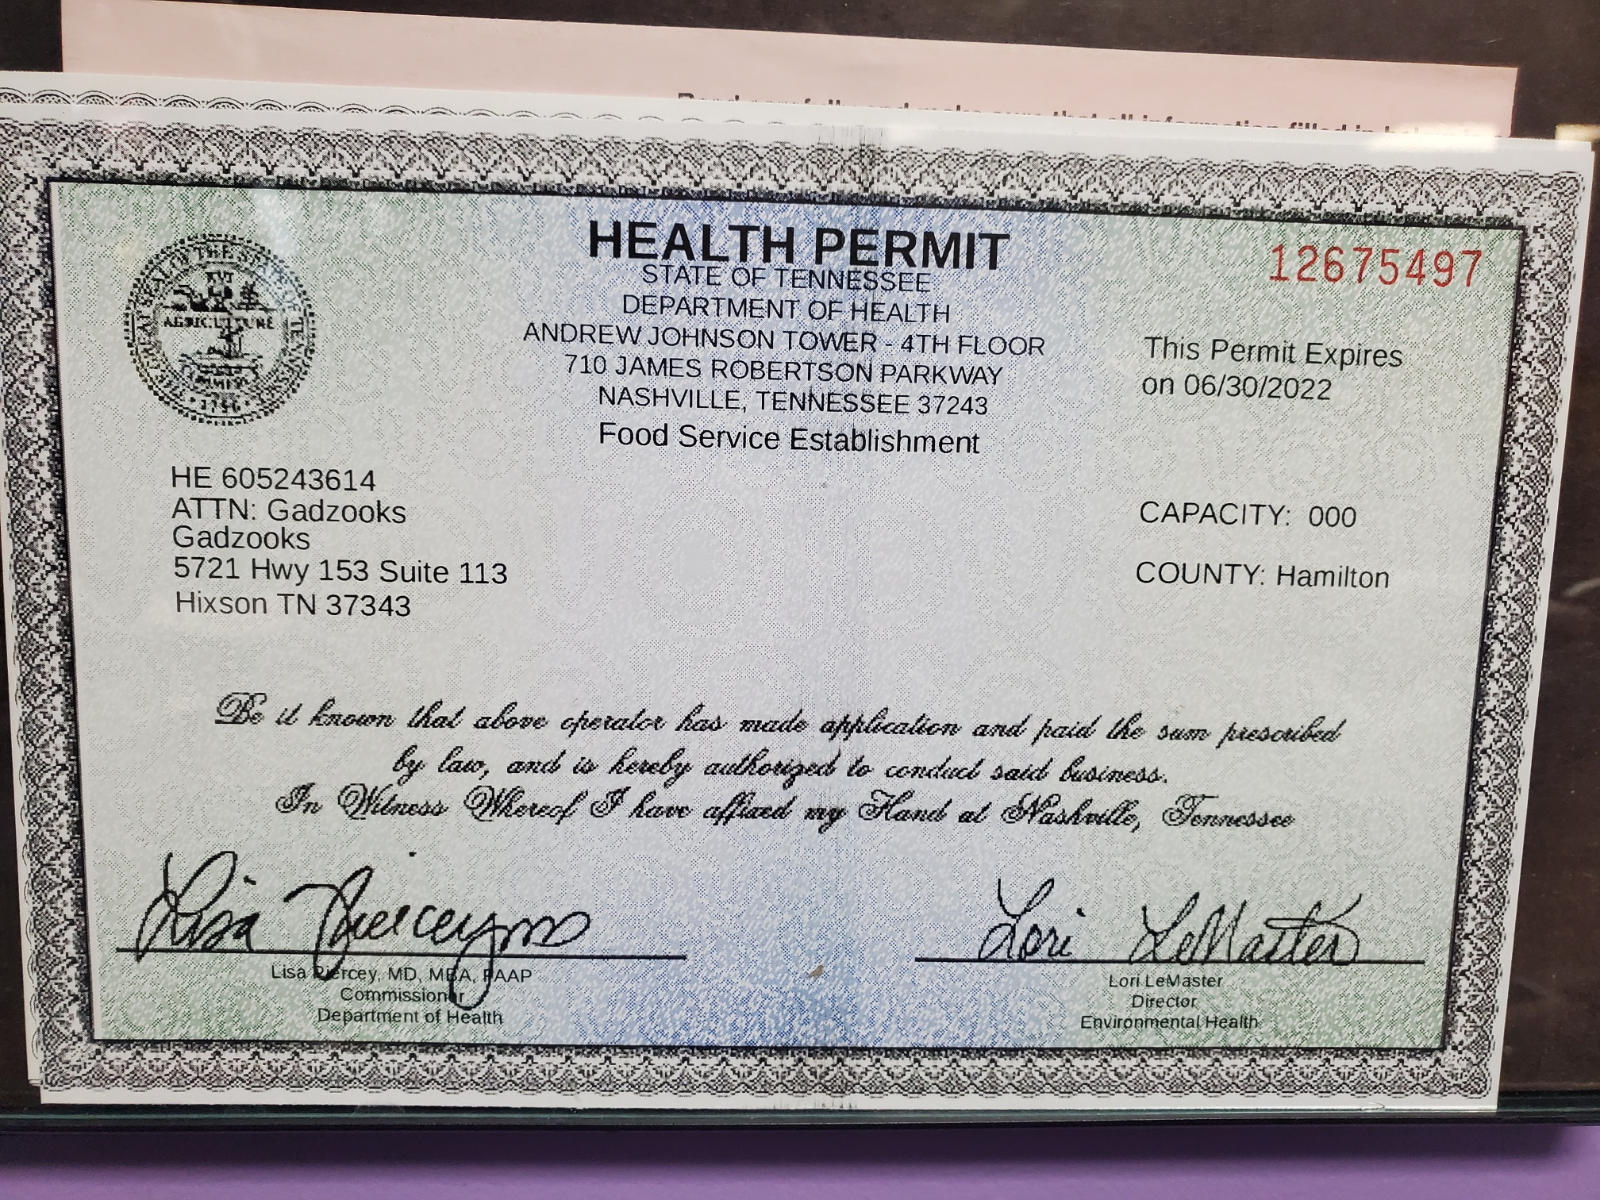 HEALTH PERMIT
STATE OF TENNESSEE
DEPARTMENT OF HEALTH
ANDREW JOHNSON TOWER - 4TH FLOOR
710 JAMES ROBERTSON PARKWAY
NASHVILLE, TENNESSEE 37243
Food Service Establishment
12675497
This Permit Expires
on 06/30/2022
AGRICULTURE
HE 605243614
ATTN: Gadzooks
Gadzooks
5721 Hwy 153 Suite 113
Hixson TN 37343
CAPACITY: 000
COUNTY: Hamilton
Be it known that above operator has made application and paid the sum prescribed
by law, and is hereby authorized to conduct said business.
In Witness Whereof I have affixed my Hand at Nashville, Tennessee
Lisa Piercey MD
Lisa Piercey, MD, MBA, FAAP
Commissioner
Department of Health
Lori LeMaster
Lori LeMaster
Director
Environmental Health